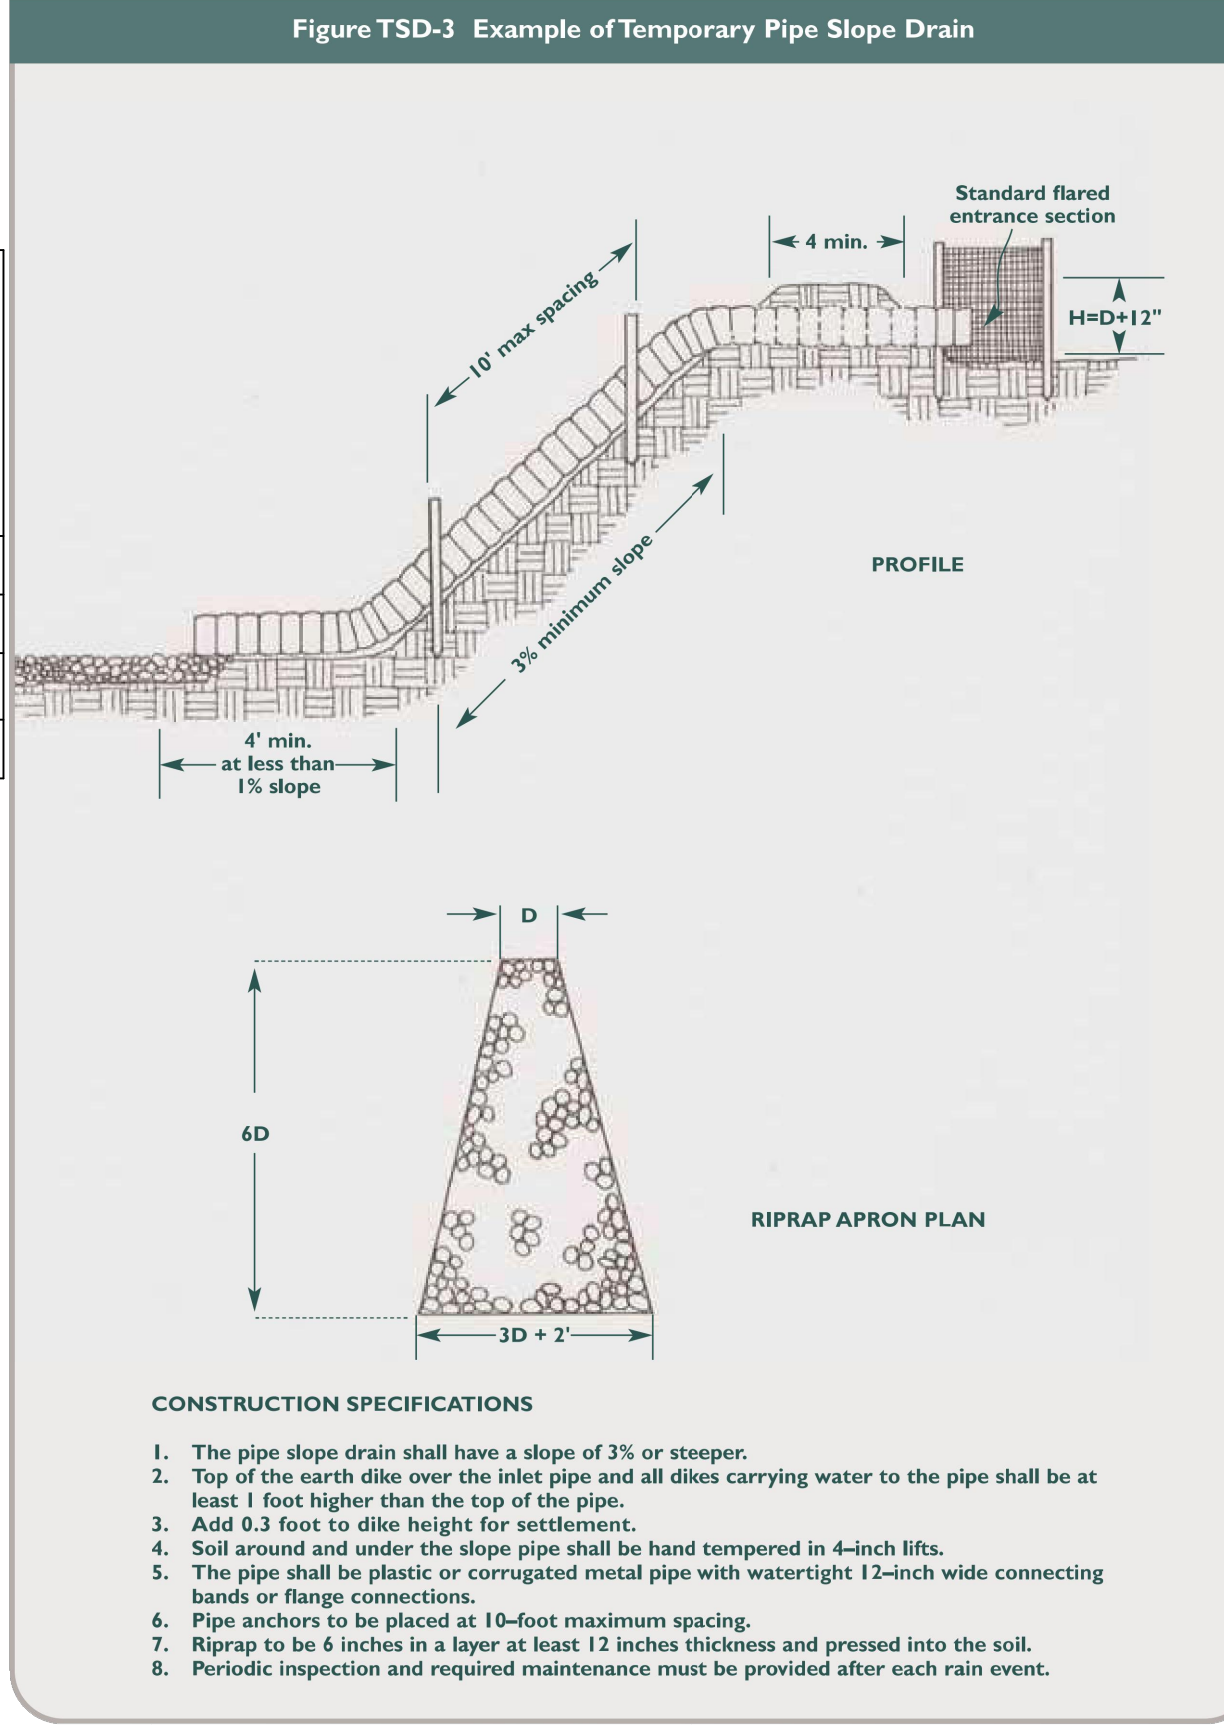 Figure TSD-3 Example of Temporary Pipe Slope Drain
Standard flared
entrance section
4 min.
10' max spacing
H=D+12"
3% minimum slope
PROFILE
4' min.
at less than
1% slope
D
6D
RIPRAP APRON PLAN
3D + 2'
CONSTRUCTION SPECIFICATIONS
1. The pipe slope drain shall have a slope of 3% or steeper.
2. Top of the earth dike over the inlet pipe and all dikes carrying water to the pipe shall be at
least 1 foot higher than the top of the pipe.
3. Add 0.3 foot to dike height for settlement.
4. Soil around and under the slope pipe shall be hand tempered in 4–inch lifts.
5. The pipe shall be plastic or corrugated metal pipe with watertight 12–inch wide connecting
bands or flange connections.
6. Pipe anchors to be placed at 10–foot maximum spacing.
7. Riprap to be 6 inches in a layer at least 12 inches thickness and pressed into the soil.
8. Periodic inspection and required maintenance must be provided after each rain event.